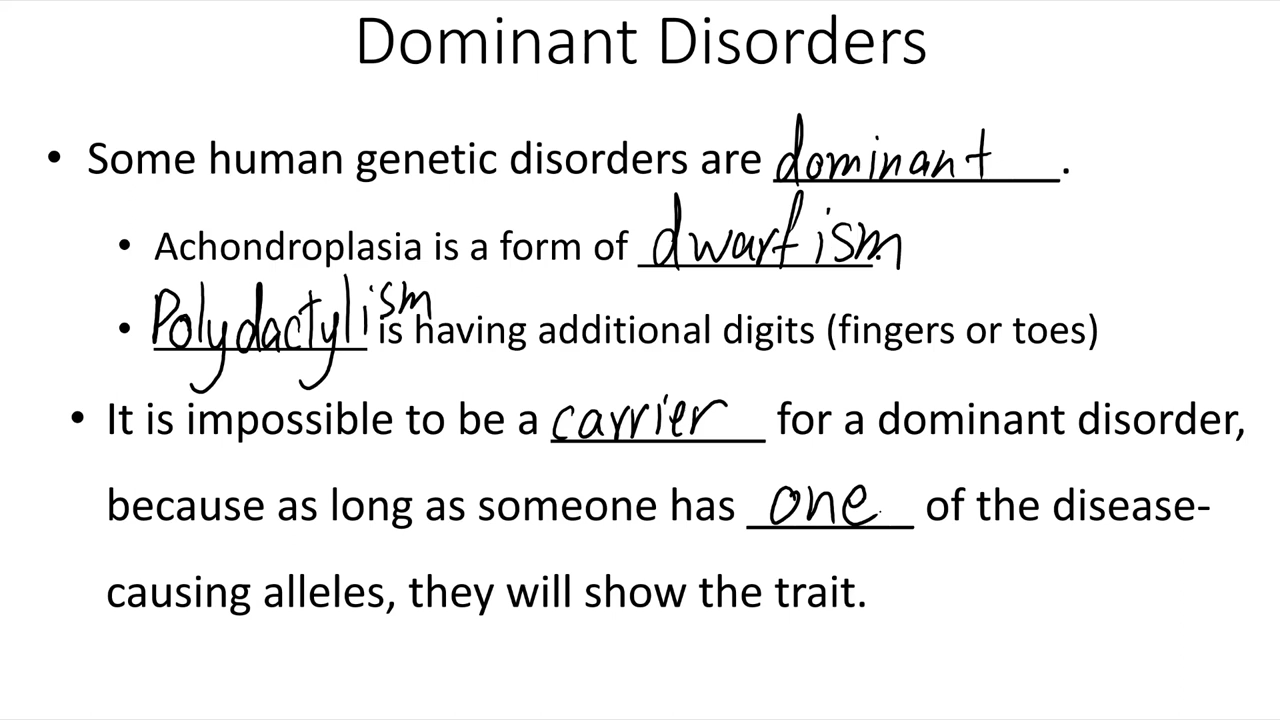 Dominant Disorders
• Some human genetic disorders are dominant.
• Achondroplasia is a form of dwarfism.
• Polydactylism is having additional digits (fingers or toes)
• It is impossible to be a carrier for a dominant disorder,
because as long as someone has one of the disease-
causing alleles, they will show the trait.